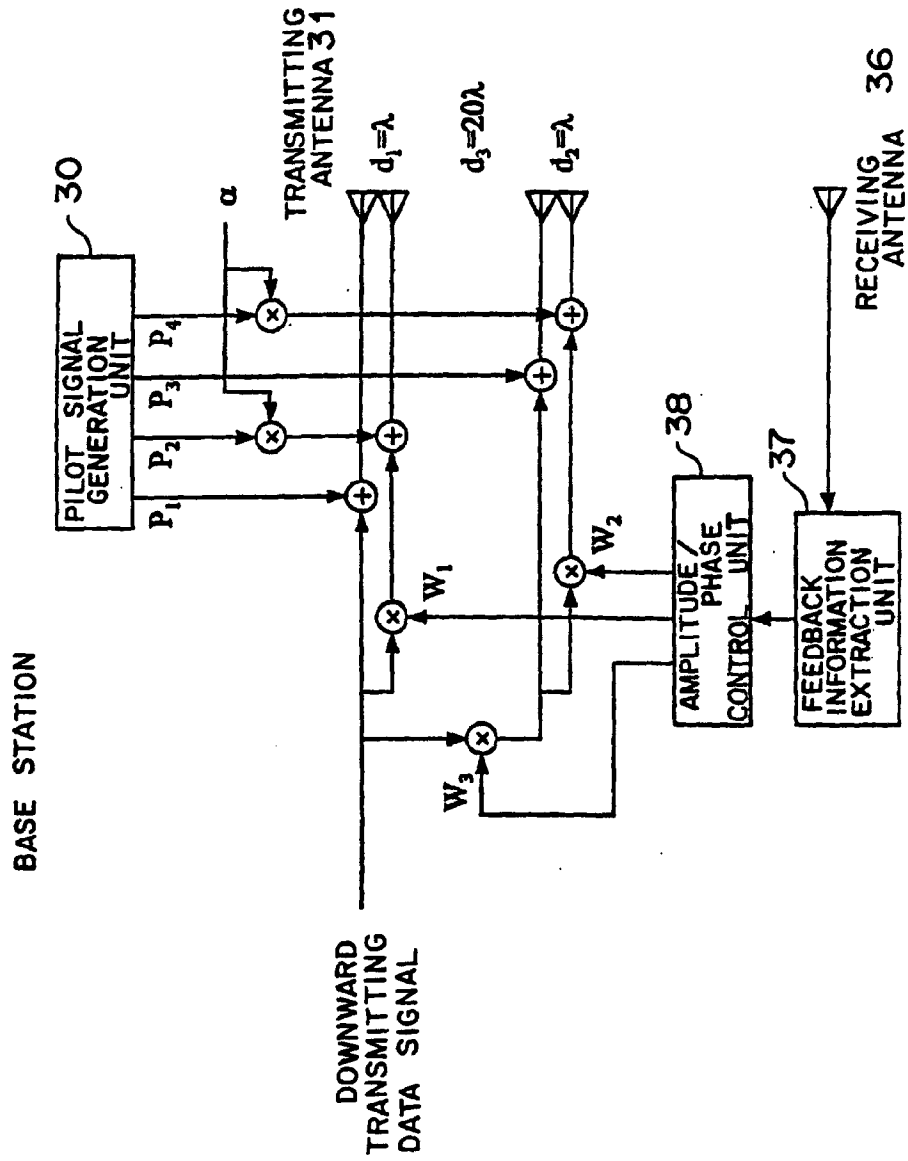 BASE STATION
PILOT SIGNAL
GENERATION
UNIT
30
P₁
P₂
P₃
P₄
α
TRANSMITTING
ANTENNA 31
d₁=λ
d₃=20λ
d₂=λ
DOWNWARD
TRANSMITTING
DATA SIGNAL
W₁
W₂
W₃
AMPLITUDE/
PHASE
CONTROL UNIT
38
FEEDBACK
INFORMATION
EXTRACTION
UNIT
37
RECEIVING
ANTENNA 36